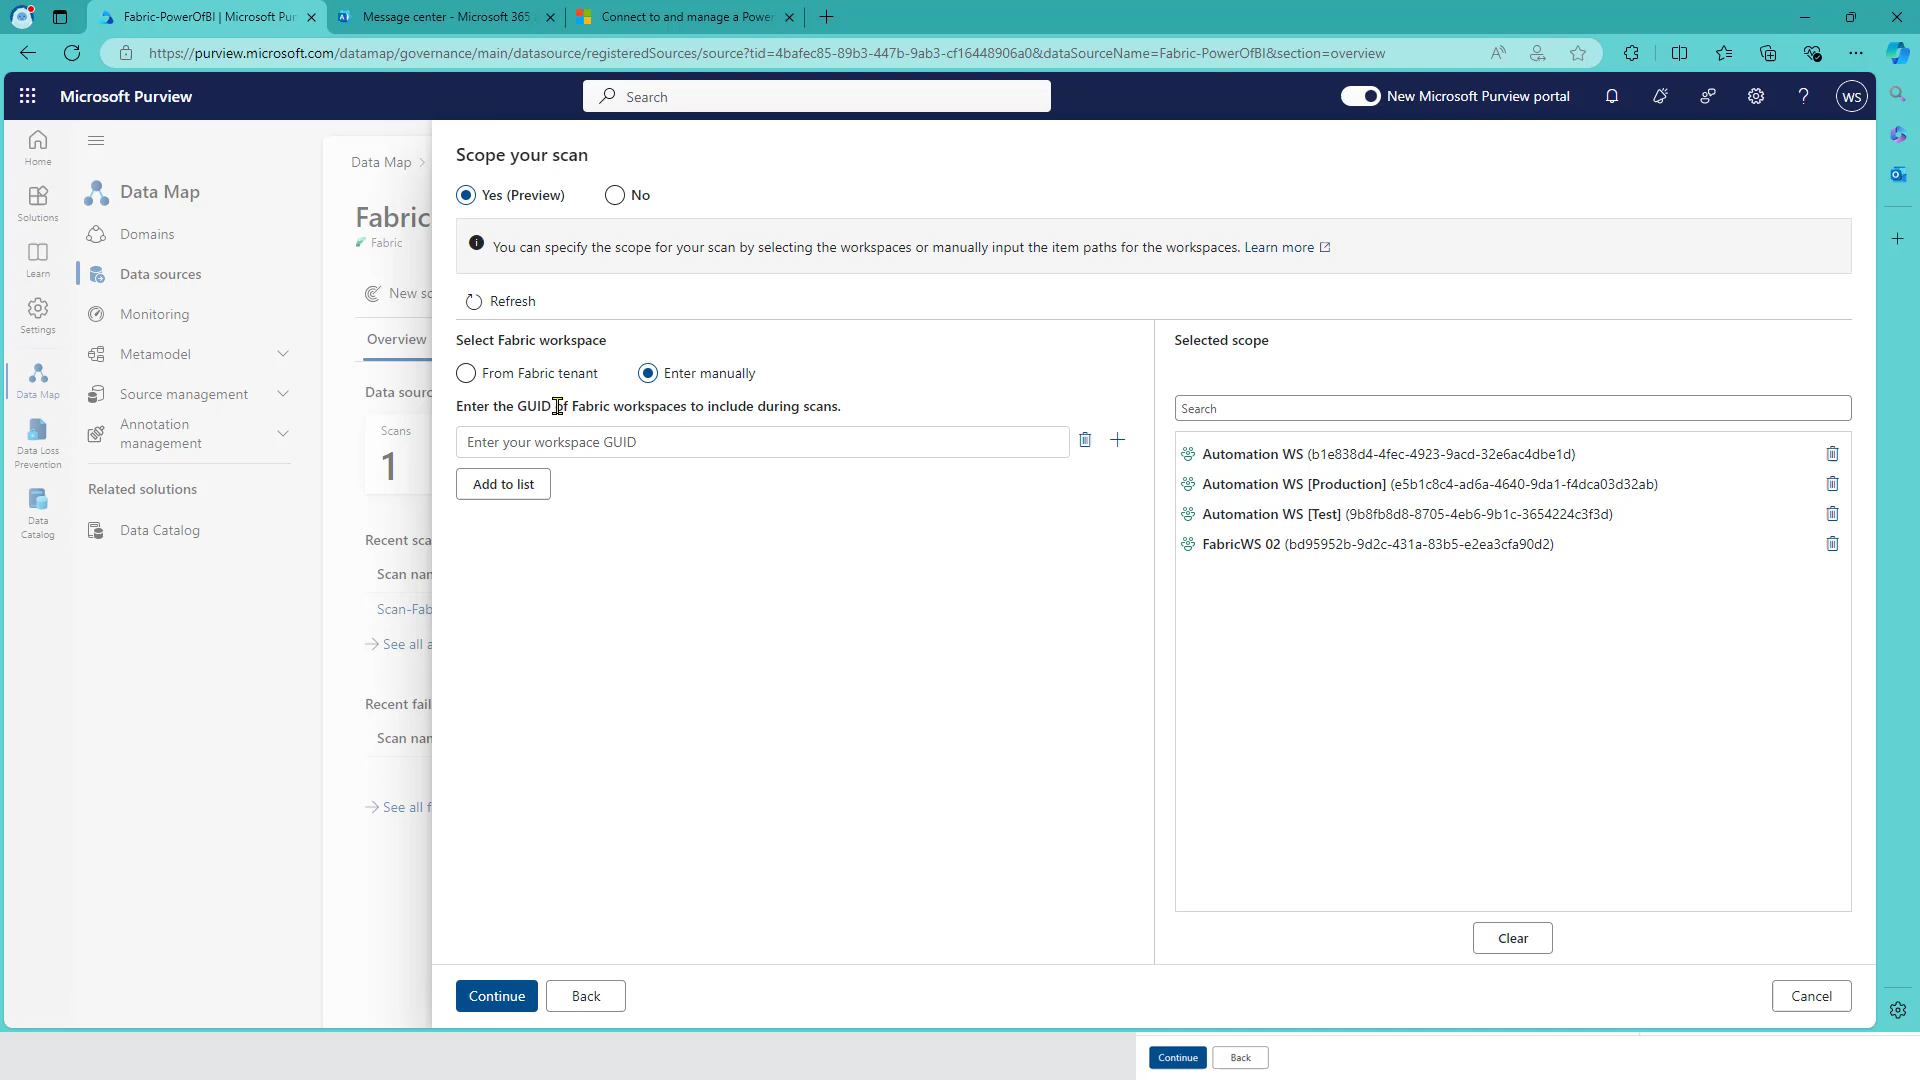 Fabric-PowerOfBI | Microsoft Pur
Message center - Microsoft 365
Connect to and manage a Power
https://purview.microsoft.com/datamap/governance/main/datasource/registeredSources/source?tid=4bafec85-89b3-447b-9ab3-cf16448906a0&dataSourceName=Fabric-PowerOfBI&section=overview
Microsoft Purview
Search
New Microsoft Purview portal
WS
Home
Solutions
Learn
Settings
Data Map
Data Loss
Prevention
Data
Catalog
Data Map
Domains
Data sources
Monitoring
Metamodel
Source management
Annotation
management
Related solutions
Data Catalog
Data Map >
Fabric
Fabric
New sc
Overview
Data sourc
Scans
1
Recent sca
Scan nan
Scan-Fab
See all a
Recent fail
Scan nan
See all f
Scope your scan
Yes (Preview)
No
You can specify the scope for your scan by selecting the workspaces or manually input the item paths for the workspaces. Learn more
Refresh
Select Fabric workspace
From Fabric tenant
Enter manually
Enter the GUID of Fabric workspaces to include during scans.
Enter your workspace GUID
Add to list
Selected scope
Search
Automation WS (b1e838d4-4fec-4923-9acd-32e6ac4dbe1d)
Automation WS [Production] (e5b1c8c4-ad6a-4640-9da1-f4dca03d32ab)
Automation WS [Test] (9b8fb8d8-8705-4eb6-9b1c-3654224c3f3d)
FabricWS 02 (bd95952b-9d2c-431a-83b5-e2ea3cfa90d2)
Clear
Continue
Back
Cancel
Continue
Back